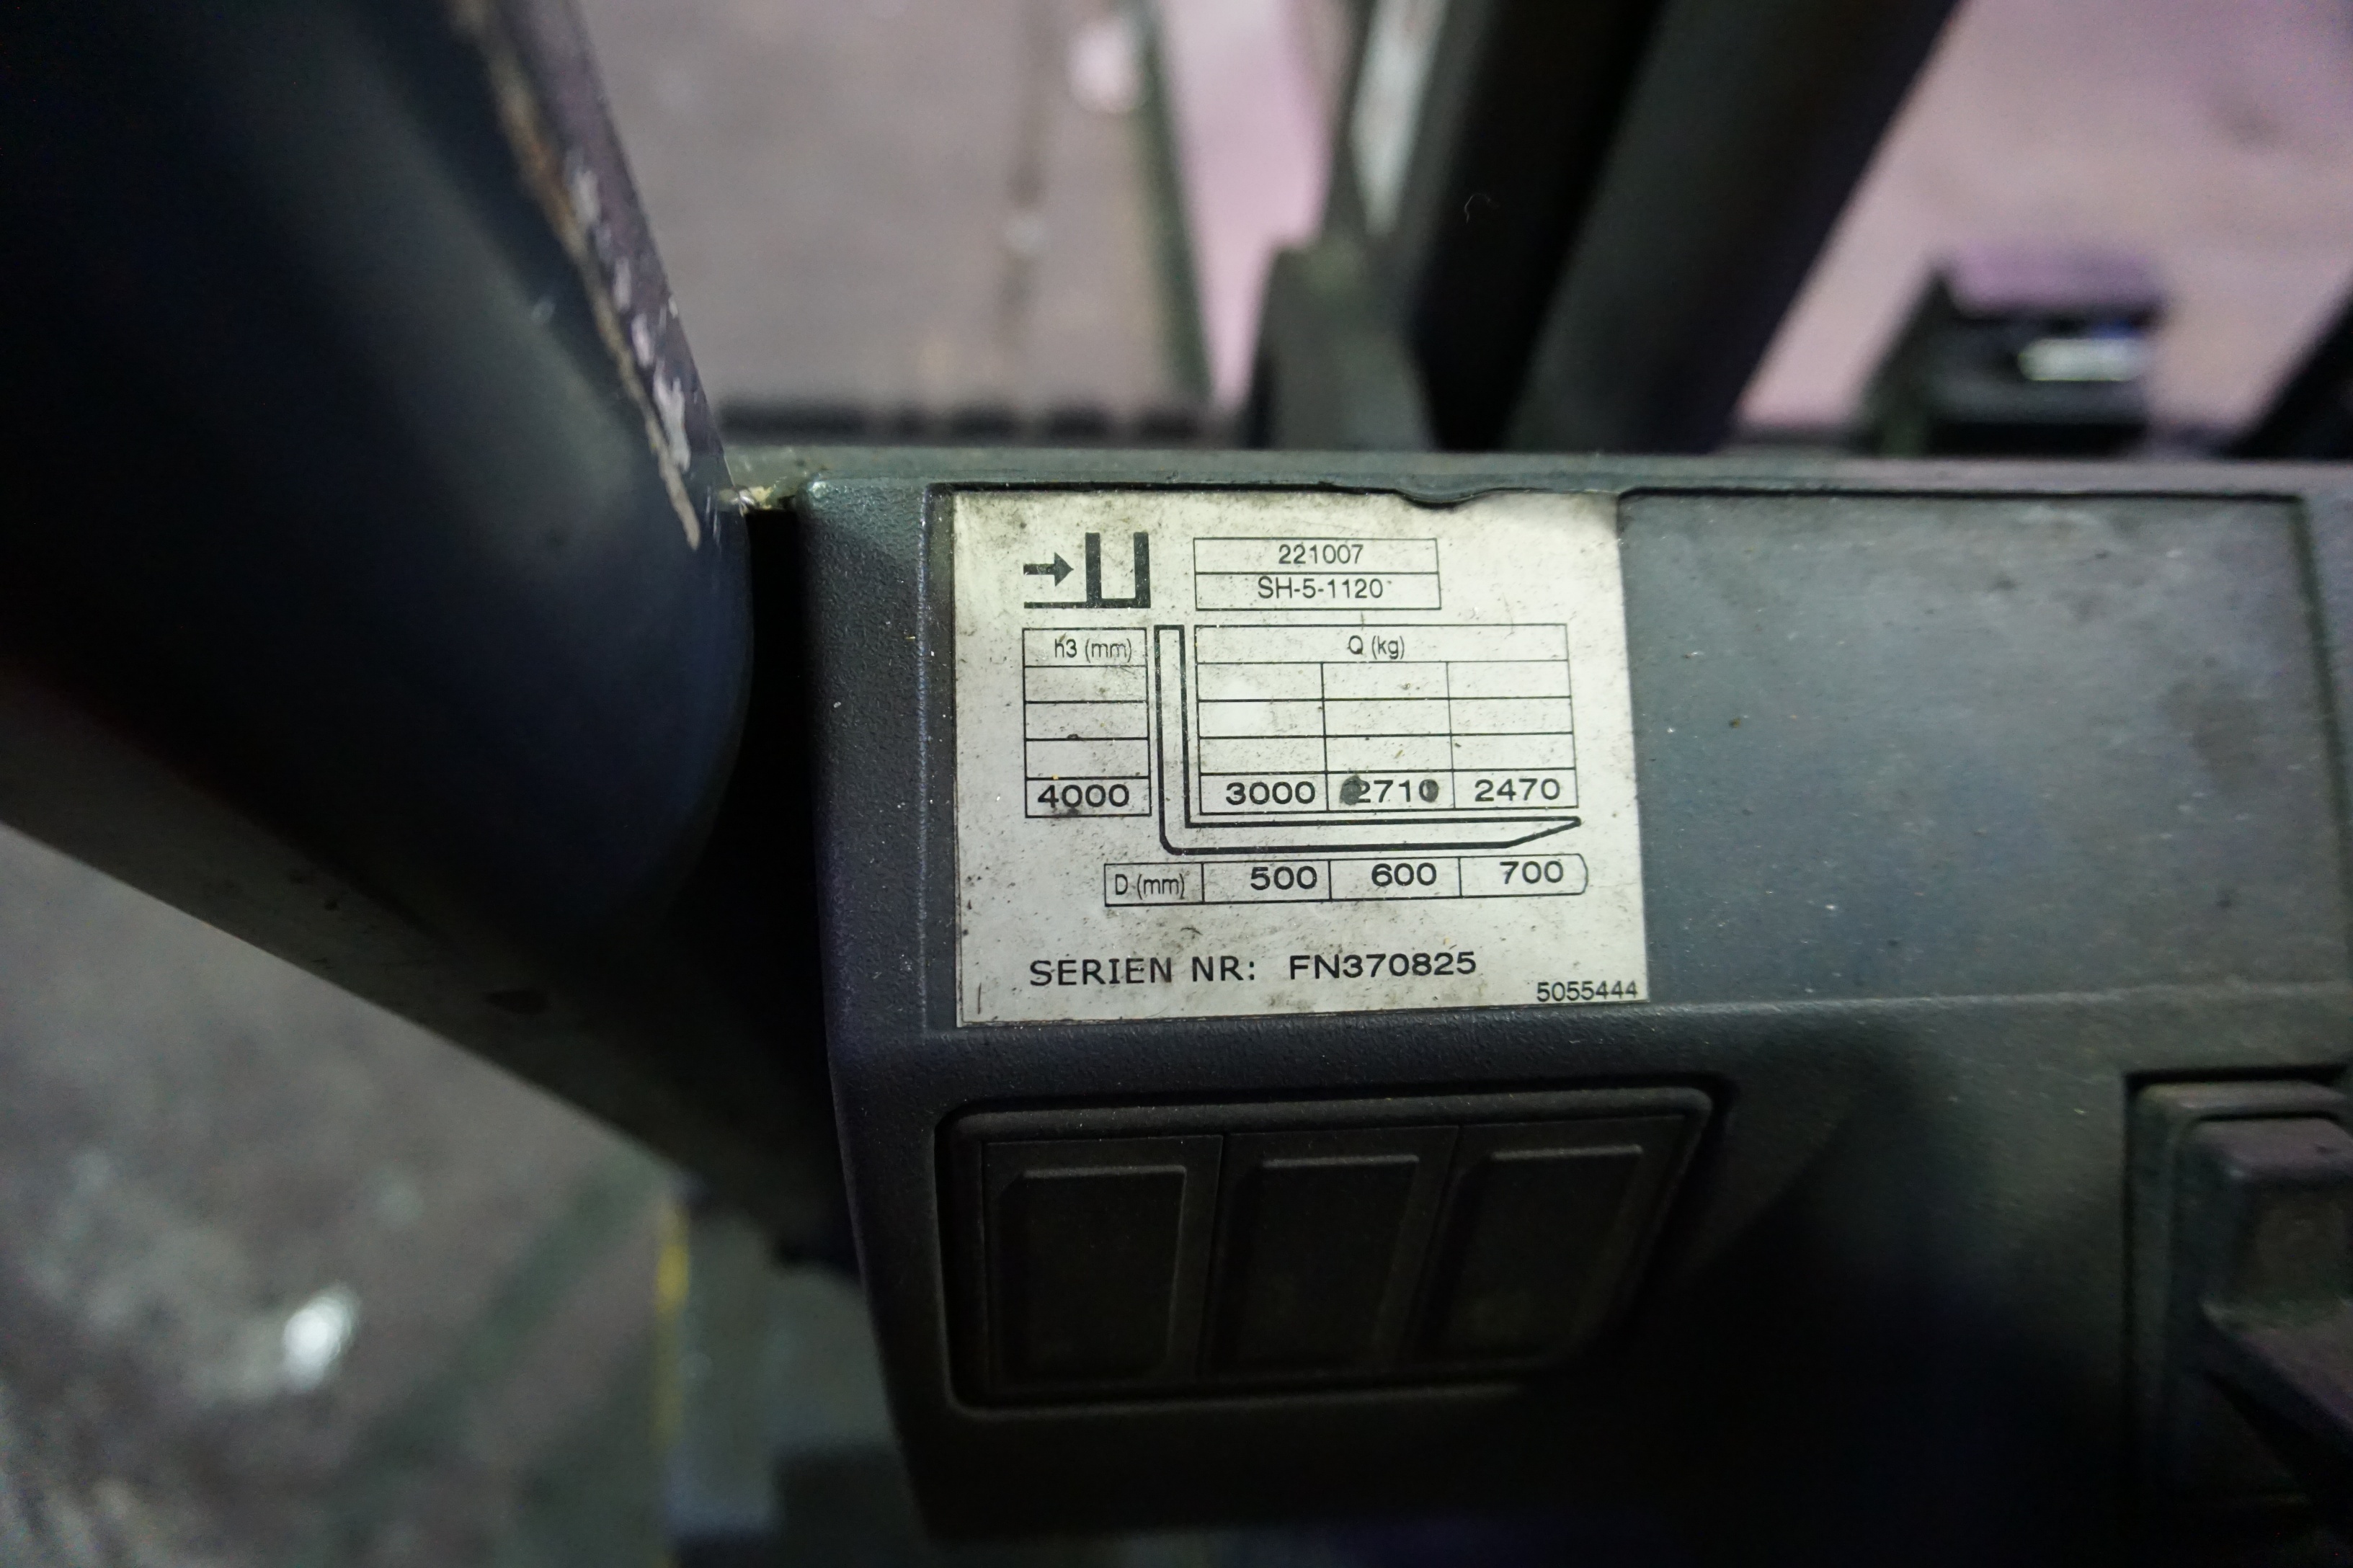 221007
SH-5-1120
h3 (mm) Q (kg)
4000 3000 2710 2470
D (mm) 500 600 700
SERIEN NR: FN370825
5055444